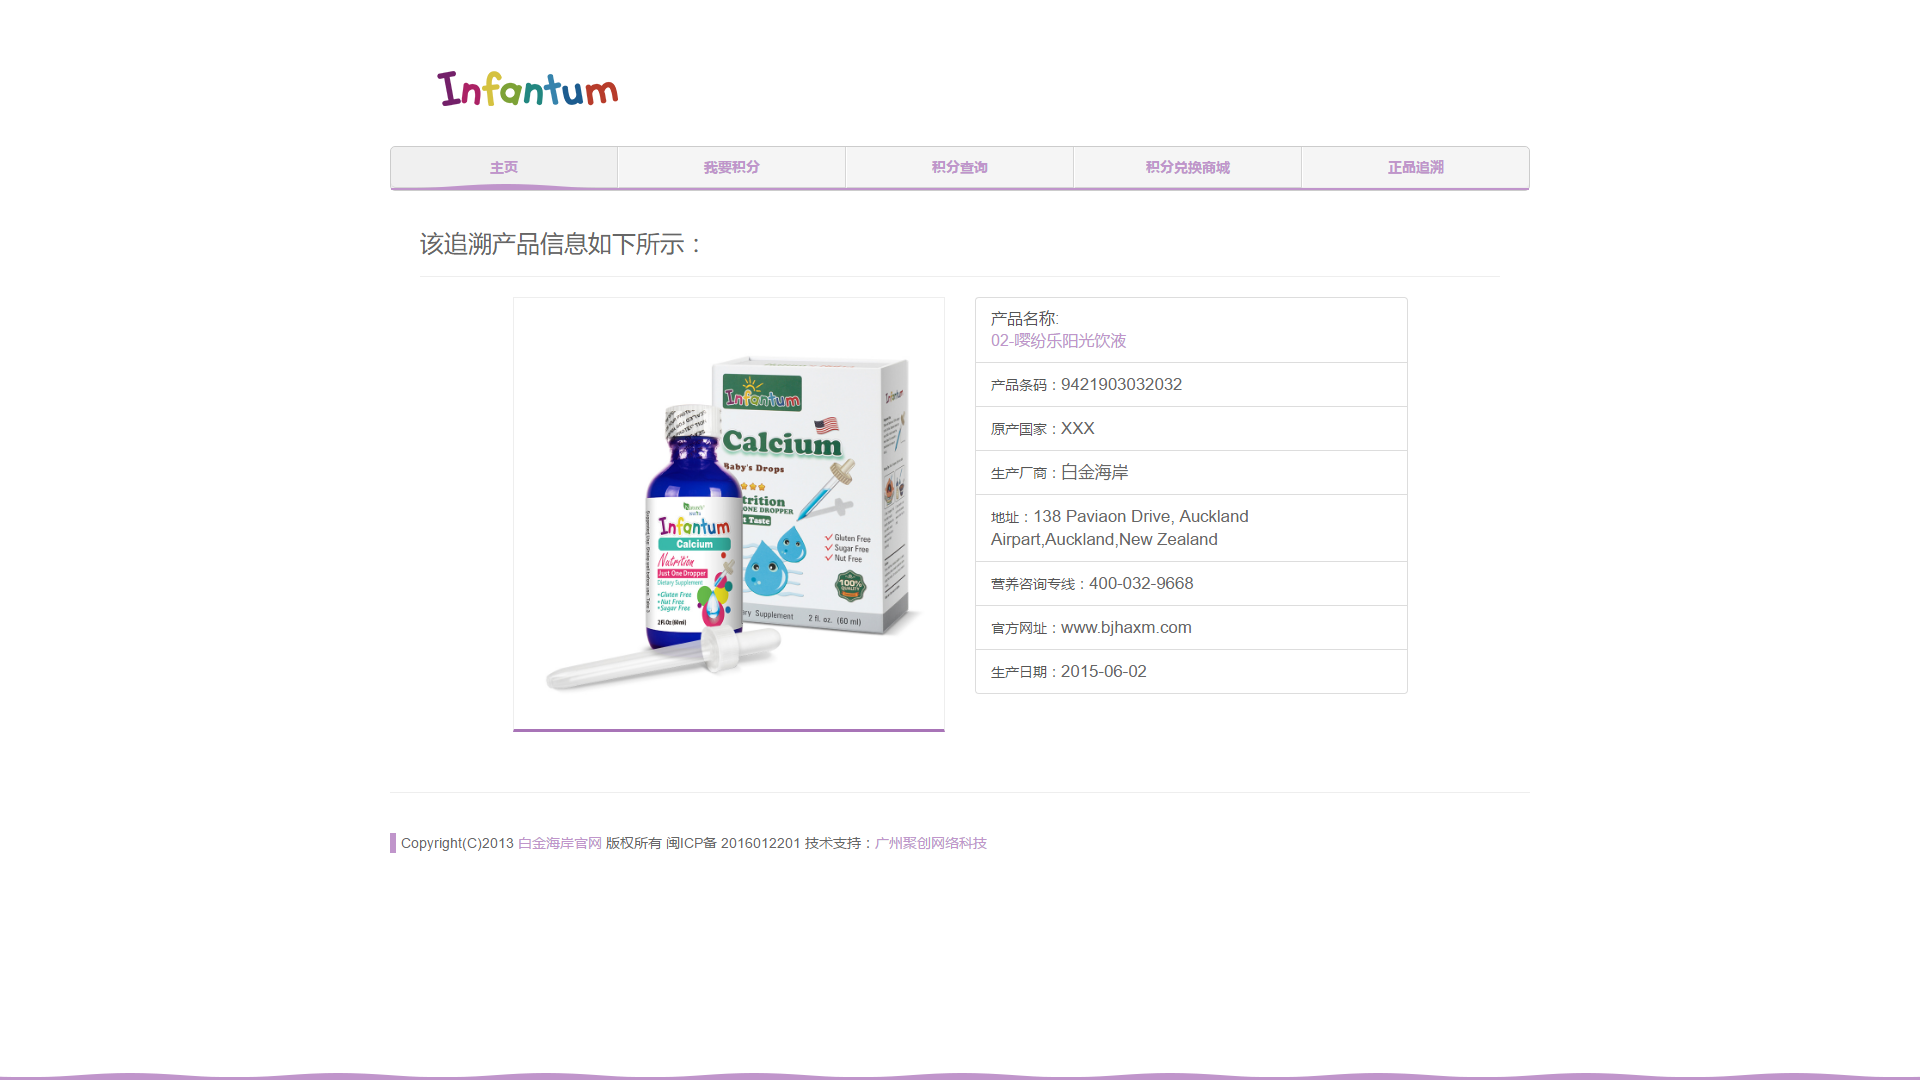 Infantum
主页
我要积分
积分查询
积分兑换商城
正品追溯
该追溯产品信息如下所示：
Infantum
Infantum
Calcium
Baby's Drops
trition
ONE DROPPER
t Taste
Gluten Free
Sugar Free
Nut Free
100%
QUALITY
ry Supplement 2 fl. oz. (60 ml)
Infantum
Calcium
Nutrition
Just One Dropper
Dietary Supplement
•Gluten Free
•Nut Free
•Sugar Free
2 Fl.Oz (60ml)
产品名称:
02-嘤纷乐阳光饮液
产品条码：9421903032032
原产国家：XXX
生产厂商：白金海岸
地址：138 Paviaon Drive, Auckland
Airpart,Auckland,New Zealand
营养咨询专线：400-032-9668
官方网址：www.bjhaxm.com
生产日期：2015-06-02
Copyright(C)2013 白金海岸官网 版权所有 闽ICP备 2016012201 技术支持：广州聚创网络科技